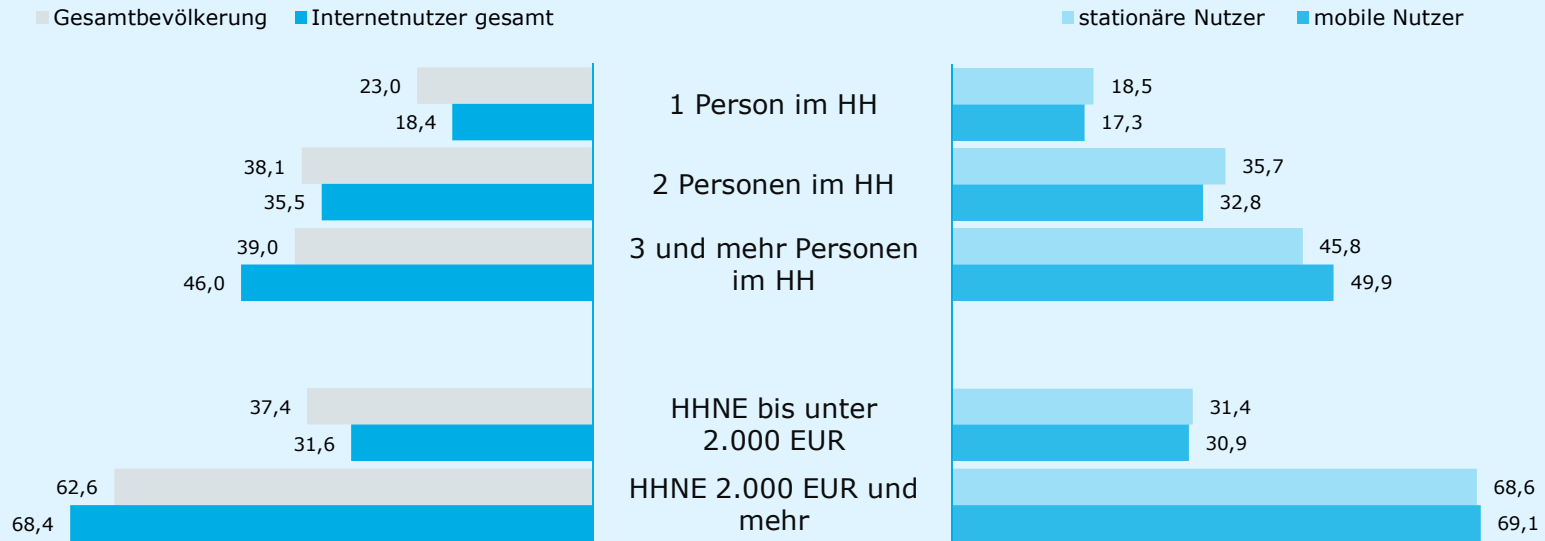 Gesamtbevölkerung Internetnutzer gesamt
stationäre Nutzer mobile Nutzer
23,0
18,4
1 Person im HH
18,5
17,3
38,1
35,5
2 Personen im HH
35,7
32,8
39,0
46,0
3 und mehr Personen
im HH
45,8
49,9
37,4
31,6
HHNE bis unter
2.000 EUR
31,4
30,9
62,6
68,4
HHNE 2.000 EUR und
mehr
68,6
69,1